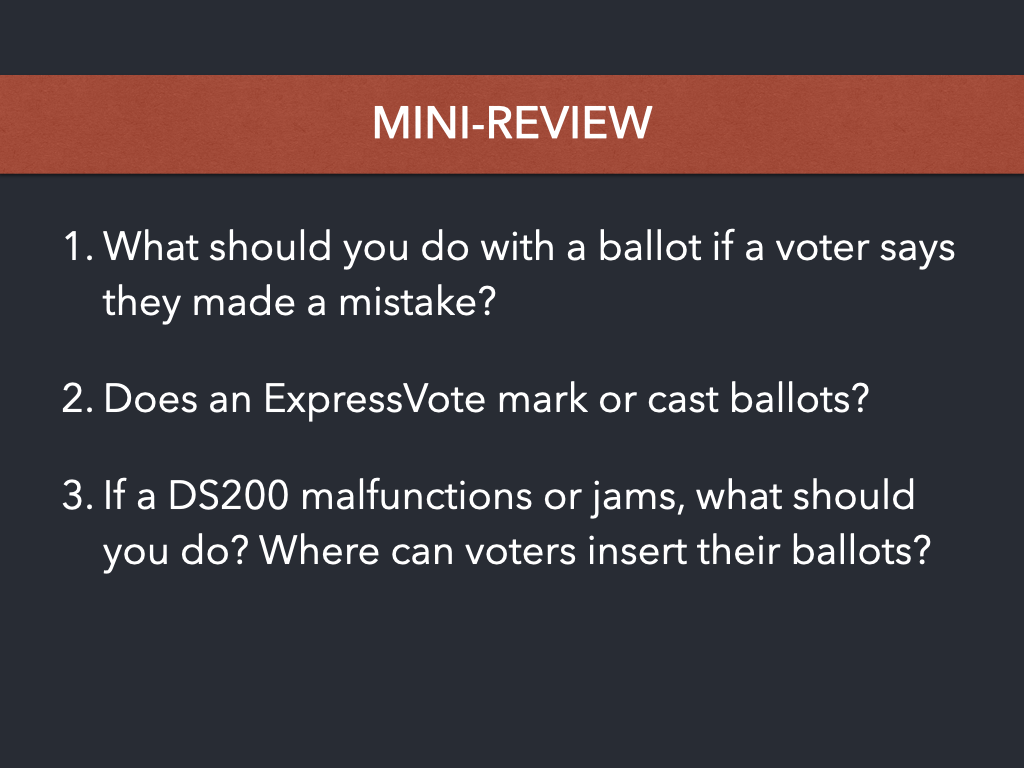 MINI-REVIEW
1. What should you do with a ballot if a voter says
they made a mistake?
2. Does an ExpressVote mark or cast ballots?
3. If a DS200 malfunctions or jams, what should
you do? Where can voters insert their ballots?